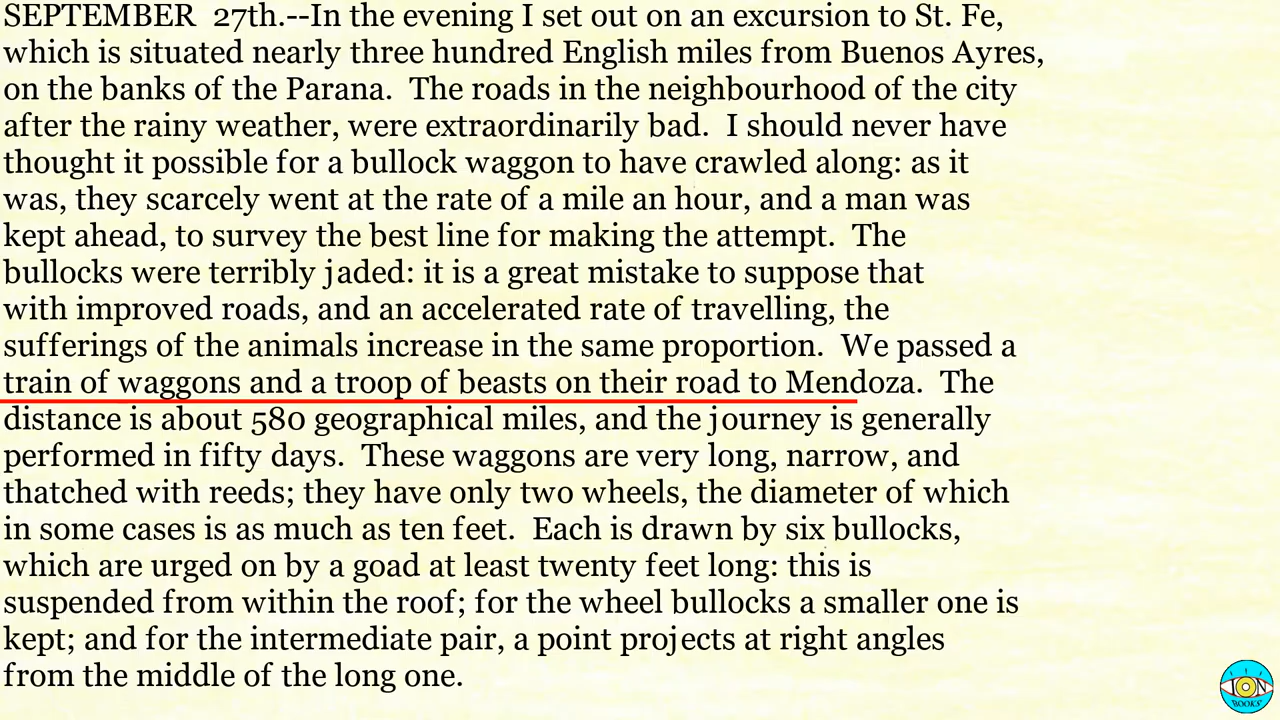 SEPTEMBER  27th.--In the evening I set out on an excursion to St. Fe,
which is situated nearly three hundred English miles from Buenos Ayres,
on the banks of the Parana.  The roads in the neighbourhood of the city
after the rainy weather, were extraordinarily bad.  I should never have
thought it possible for a bullock waggon to have crawled along: as it
was, they scarcely went at the rate of a mile an hour, and a man was
kept ahead, to survey the best line for making the attempt.  The
bullocks were terribly jaded: it is a great mistake to suppose that
with improved roads, and an accelerated rate of travelling, the
sufferings of the animals increase in the same proportion.  We passed a
train of waggons and a troop of beasts on their road to Mendoza.  The
distance is about 580 geographical miles, and the journey is generally
performed in fifty days.  These waggons are very long, narrow, and
thatched with reeds; they have only two wheels, the diameter of which
in some cases is as much as ten feet.  Each is drawn by six bullocks,
which are urged on by a goad at least twenty feet long: this is
suspended from within the roof; for the wheel bullocks a smaller one is
kept; and for the intermediate pair, a point projects at right angles
from the middle of the long one.
ION
BOOKS